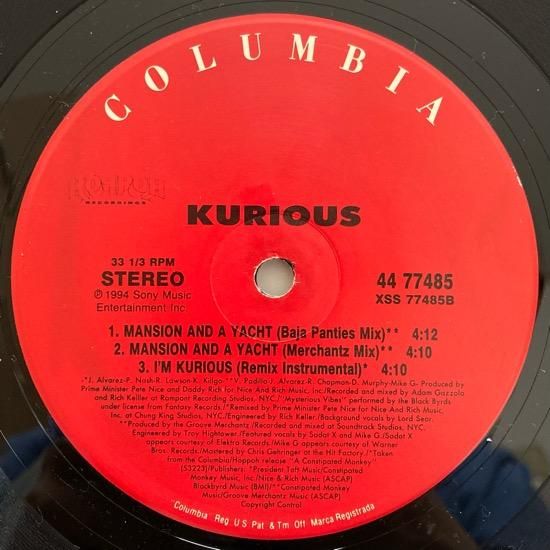 COLUMBIA
HOPPOH
RECORDINGS
KURIOUS
33 1/3 RPM
STEREO
℗ 1994 Sony Music
Entertainment Inc.
44 77485
XSS 77485B
1. MANSION AND A YACHT (Baja Panties Mix)** 4:12
2. MANSION AND A YACHT (Merchantz Mix)** 4:10
3. I'M KURIOUS (Remix Instrumental)* 4:10
-*J. Alvarez-P. Nash-R. Lawson-K. Kilgo-**V. Padilla-J. Alvarez-R. Chapmon-D. Murphy-Mike G- Produced by
Prime Minister Pete Nice and Daddy Rich for Nice And Rich Music, Inc./Recorded and mixed by Adam Gazzola
and Rich Keller at Rampart Recording Studios, NYC./"Mysterious Vibes" performed by the Black Byrds
under license from Fantasy Records./*Remixed by Prime Minister Pete Nice for Nice And Rich Music,
Inc. at Chung King Studios, NYC./Engineered by Rich Keller/Background vocals by Lord Sear.
**Produced by the Groove Merchantz/Recorded and mixed at Soundtrack Studios, NYC.
Engineered by Troy Hightower/Featured vocals by Sadat X and Mike G./Sadat X
appears courtesy of Elektra Records/Mike G appears courtesy of Warner
Bros. Records/Mastered by Chris Gehringer at the Hit Factory./*Taken
from the Columbia/Hoppoh release "A Constipated Monkey"
(53223)/Publishers: *President Taft Music/Constipated
Monkey Music Inc./Nice & Rich Music (ASCAP)
Blackbyrd Music (BMI)/**Constipated Monkey
Music/Groove Merchantz Music (ASCAP)
Copyright Control
"Columbia" Reg. U.S. Pat. & Tm. Off. Marca Registrada.